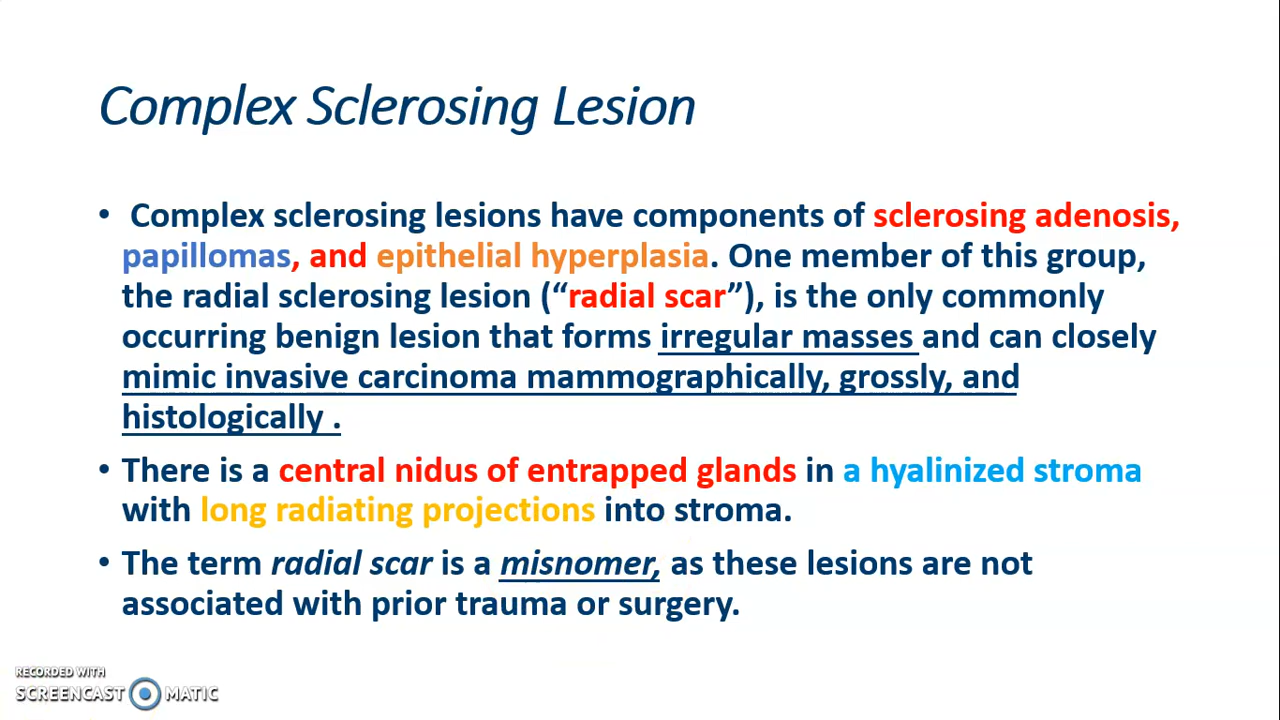 Complex Sclerosing Lesion
• Complex sclerosing lesions have components of sclerosing adenosis,
papillomas, and epithelial hyperplasia. One member of this group,
the radial sclerosing lesion (“radial scar”), is the only commonly
occurring benign lesion that forms irregular masses and can closely
mimic invasive carcinoma mammographically, grossly, and
histologically .
• There is a central nidus of entrapped glands in a hyalinized stroma
with long radiating projections into stroma.
• The term radial scar is a misnomer, as these lesions are not
associated with prior trauma or surgery.
RECORDED WITH
SCREENCAST MATIC